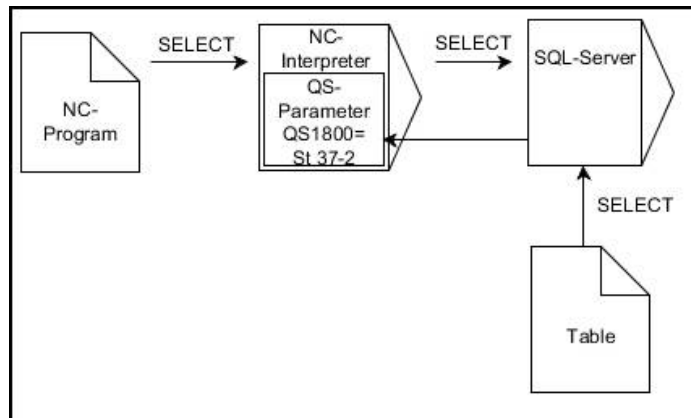 SELECT
NC-
Program
NC-
Interpreter
QS-
Parameter
QS1800=
St 37-2
SELECT
SQL-Server
SELECT
Table